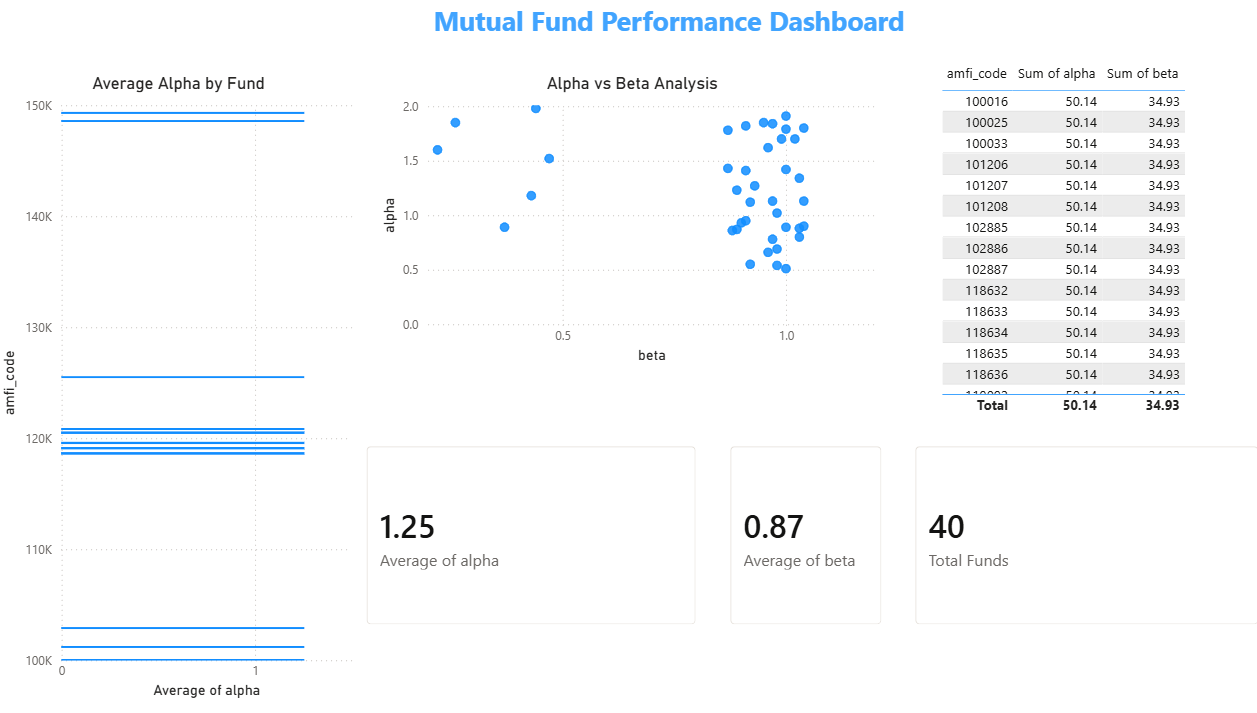 Mutual Fund Performance Dashboard
Average Alpha by Fund
150K
140K
130K
120K
110K
100K
0
1
amfi_code
Average of alpha
Alpha vs Beta Analysis
2.0
1.5
1.0
0.5
0.0
0.5
1.0
alpha
beta
amfi_code Sum of alpha Sum of beta
100016 50.14 34.93
100025 50.14 34.93
100033 50.14 34.93
101206 50.14 34.93
101207 50.14 34.93
101208 50.14 34.93
102885 50.14 34.93
102886 50.14 34.93
102887 50.14 34.93
118632 50.14 34.93
118633 50.14 34.93
118634 50.14 34.93
118635 50.14 34.93
118636 50.14 34.93
Total 50.14 34.93
1.25
Average of alpha
0.87
Average of beta
40
Total Funds